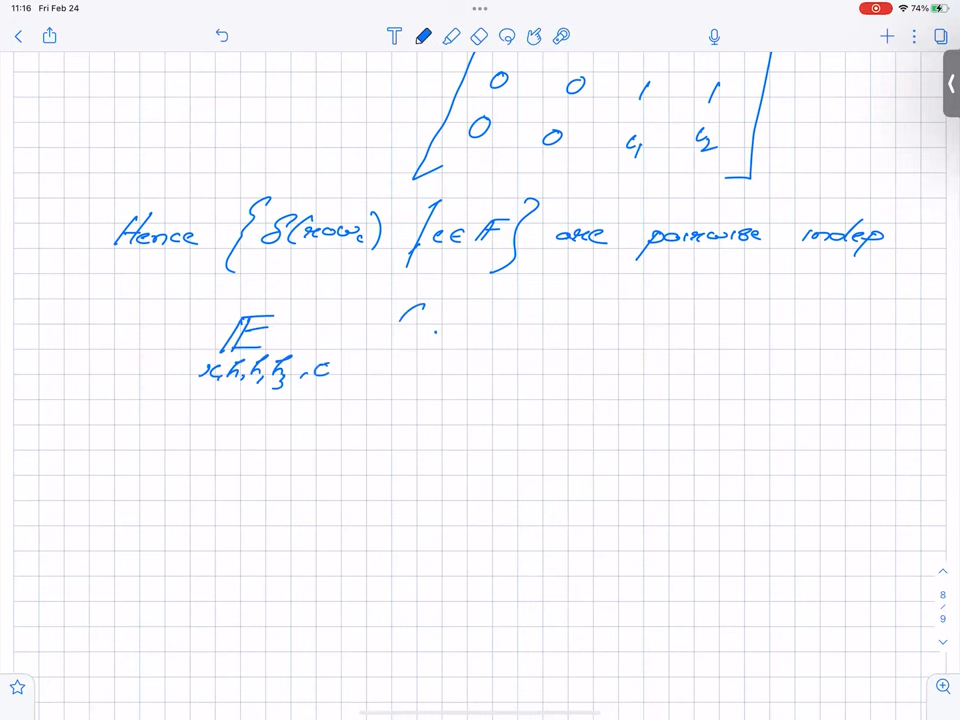 11:16 Fri Feb 24
74%
0 0 1 1
0 0 c₁ c₂
Hence { δ(row_c) | c ∈ 𝔽 } are pairwise indep
𝔼
x, h₁, h₂, h₃, c
8
/
9